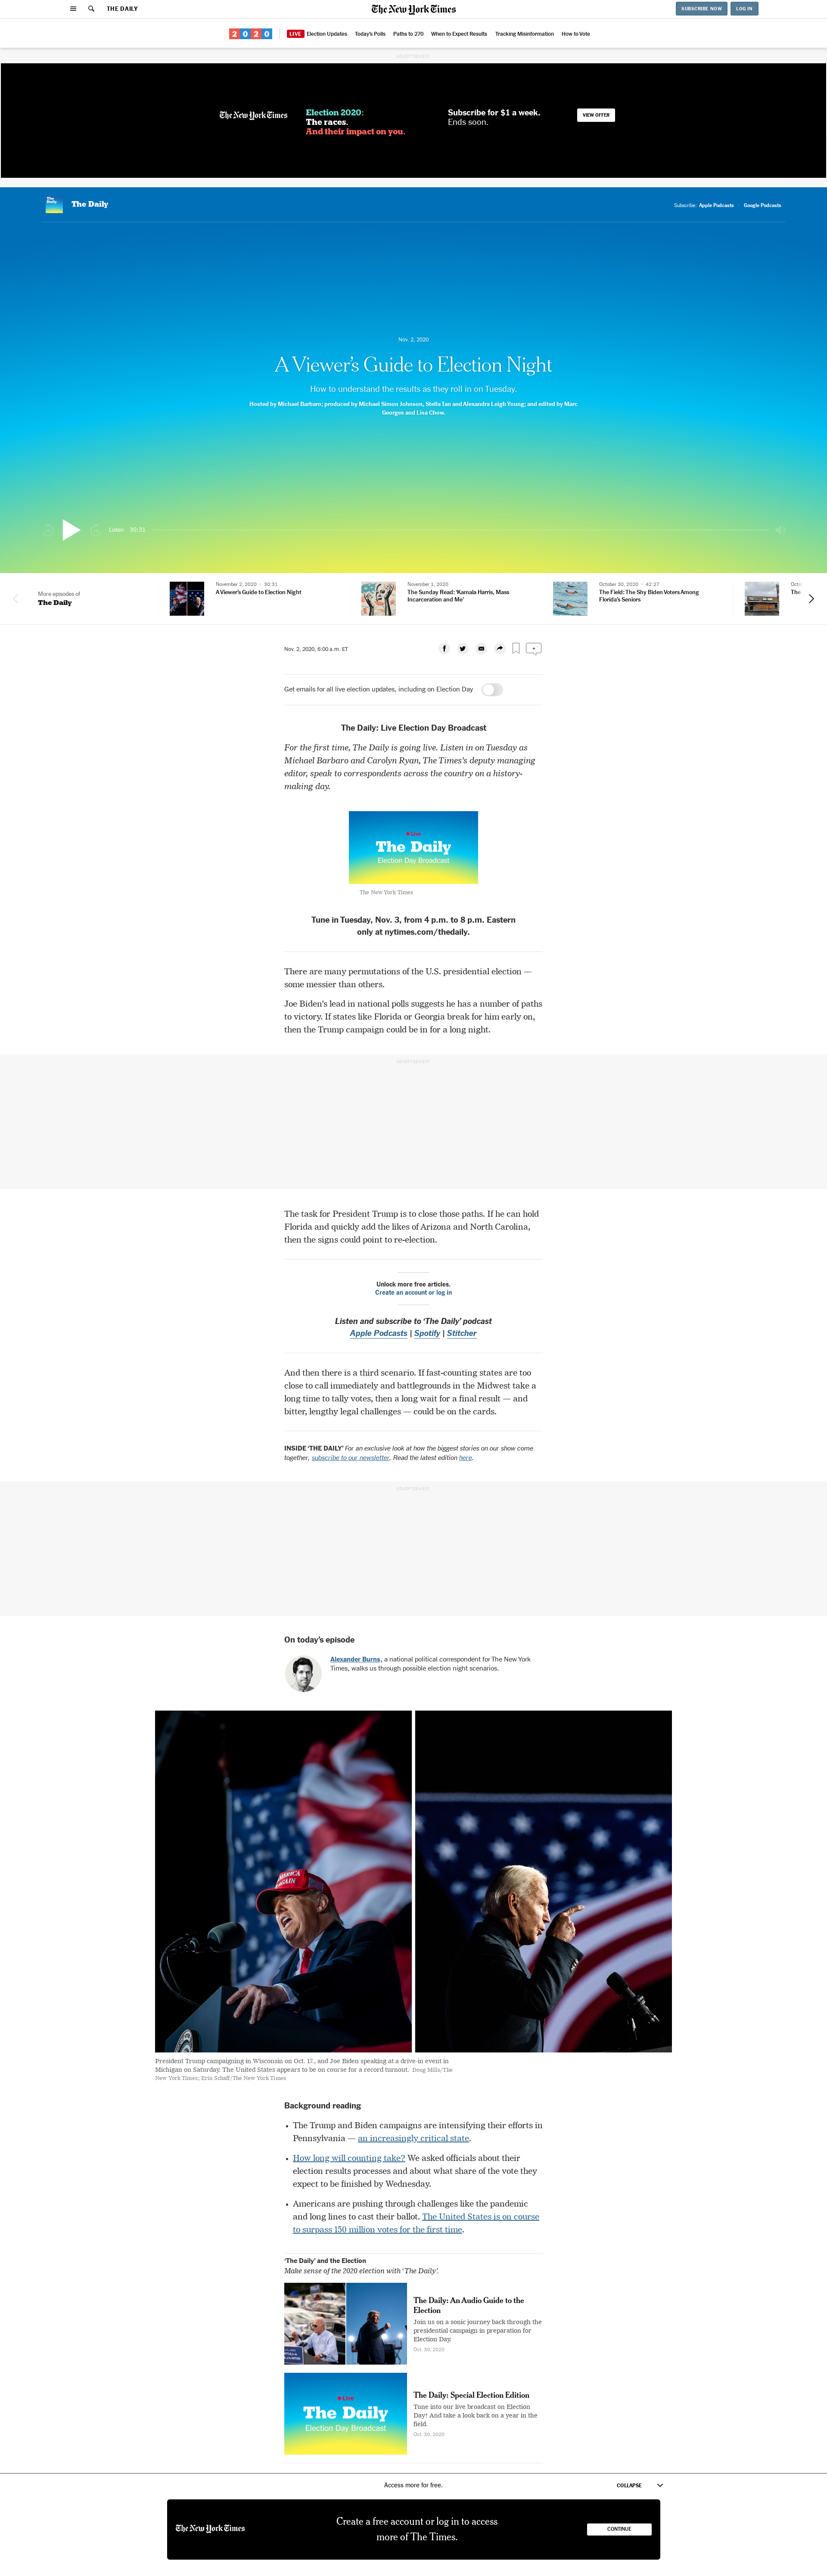 THE DAILY
The New York Times
SUBSCRIBE NOW
LOG IN
2020
LIVE Election Updates
Today's Polls
Paths to 270
When to Expect Results
Tracking Misinformation
How to Vote
ADVERTISEMENT
The New York Times
Election 2020:
The races.
And their impact on you.
Subscribe for $1 a week.
Ends soon.
VIEW OFFER
The Daily
The Daily
Subscribe:
Apple Podcasts
Google Podcasts
Nov. 2, 2020
A Viewer's Guide to Election Night
How to understand the results as they roll in on Tuesday.
Hosted by Michael Barbaro; produced by Michael Simon Johnson, Stella Tan and Alexandra Leigh Young; and edited by Marc
Georges and Lisa Chow.
Listen 30:31
More episodes of
The Daily
November 2, 2020 · 30:31
A Viewer's Guide to Election Night
November 1, 2020
The Sunday Read: 'Kamala Harris, Mass
Incarceration and Me'
October 30, 2020 · 42:27
The Field: The Shy Biden Voters Among
Florida's Seniors
Octo
The
Nov. 2, 2020, 6:00 a.m. ET
Get emails for all live election updates, including on Election Day
The Daily: Live Election Day Broadcast
For the first time, The Daily is going live. Listen in on Tuesday as
Michael Barbaro and Carolyn Ryan, The Times's deputy managing
editor, speak to correspondents across the country on a history-
making day.
Live
The Daily
Election Day Broadcast
The New York Times
Tune in Tuesday, Nov. 3, from 4 p.m. to 8 p.m. Eastern
only at nytimes.com/thedaily.
There are many permutations of the U.S. presidential election —
some messier than others.
Joe Biden's lead in national polls suggests he has a number of paths
to victory. If states like Florida or Georgia break for him early on,
then the Trump campaign could be in for a long night.
ADVERTISEMENT
The task for President Trump is to close those paths. If he can hold
Florida and quickly add the likes of Arizona and North Carolina,
then the signs could point to re-election.
Unlock more free articles.
Create an account or log in
Listen and subscribe to 'The Daily' podcast
Apple Podcasts | Spotify | Stitcher
And then there is a third scenario. If fast-counting states are too
close to call immediately and battlegrounds in the Midwest take a
long time to tally votes, then a long wait for a final result — and
bitter, lengthy legal challenges — could be on the cards.
INSIDE 'THE DAILY' For an exclusive look at how the biggest stories on our show come
together, subscribe to our newsletter. Read the latest edition here.
ADVERTISEMENT
On today's episode
Alexander Burns, a national political correspondent for The New York
Times, walks us through possible election night scenarios.
President Trump campaigning in Wisconsin on Oct. 17., and Joe Biden speaking at a drive-in event in
Michigan on Saturday. The United States appears to be on course for a record turnout. Doug Mills/The
New York Times; Erin Schaff/The New York Times
Background reading
• The Trump and Biden campaigns are intensifying their efforts in
Pennsylvania — an increasingly critical state.
• How long will counting take? We asked officials about their
election results processes and about what share of the vote they
expect to be finished by Wednesday.
• Americans are pushing through challenges like the pandemic
and long lines to cast their ballot. The United States is on course
to surpass 150 million votes for the first time.
'The Daily' and the Election
Make sense of the 2020 election with 'The Daily'.
The Daily: An Audio Guide to the
Election
Join us on a sonic journey back through the
presidential campaign in preparation for
Election Day.
Oct. 30, 2020
Live
The Daily
Election Day Broadcast
The Daily: Special Election Edition
Tune into our live broadcast on Election
Day! And take a look back on a year in the
field.
Oct. 30, 2020
Access more for free.
COLLAPSE
The New York Times
Create a free account or log in to access
more of The Times.
CONTINUE